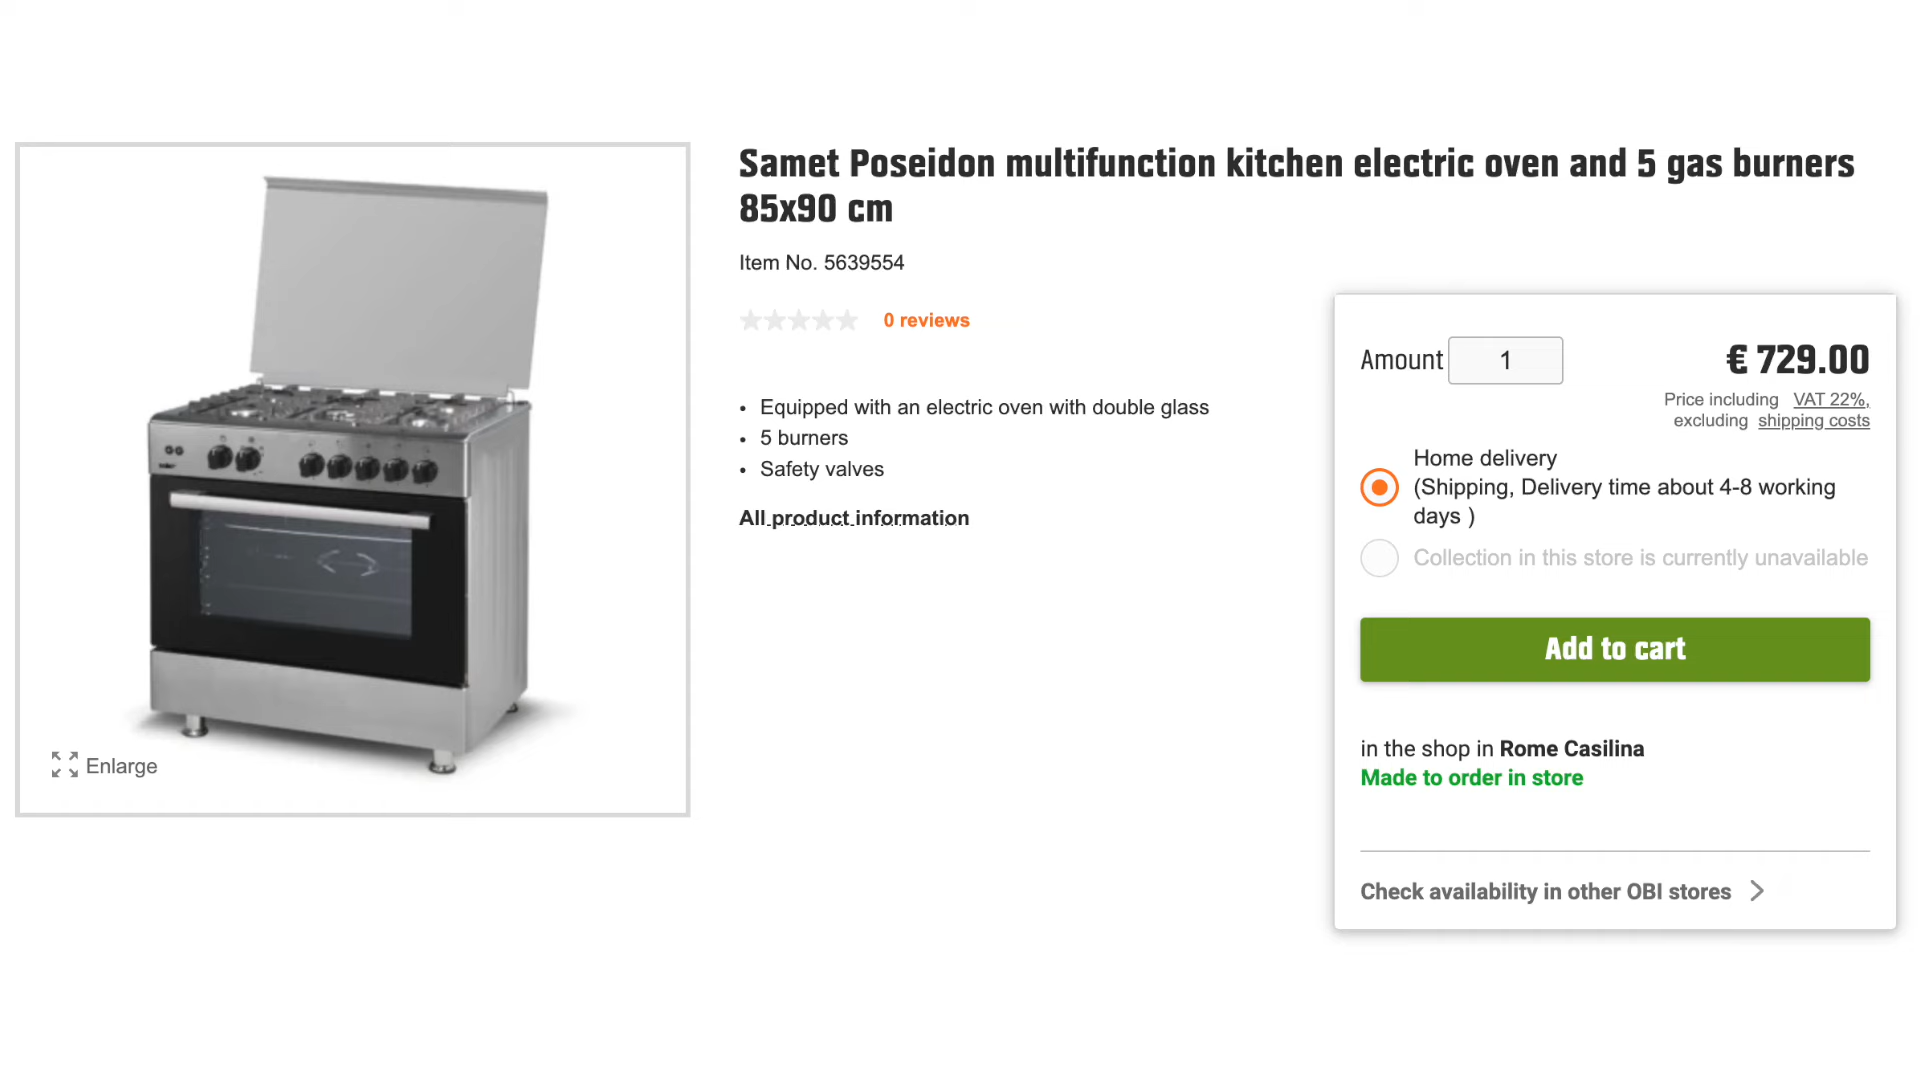 Samet Poseidon multifunction kitchen electric oven and 5 gas burners
85x90 cm
Item No. 5639554
0 reviews
• Equipped with an electric oven with double glass
• 5 burners
• Safety valves
All product information
Enlarge
Amount 1
€ 729.00
Price including VAT 22%,
excluding shipping costs
Home delivery
(Shipping, Delivery time about 4-8 working
days )
Collection in this store is currently unavailable
Add to cart
in the shop in Rome Casilina
Made to order in store
Check availability in other OBI stores